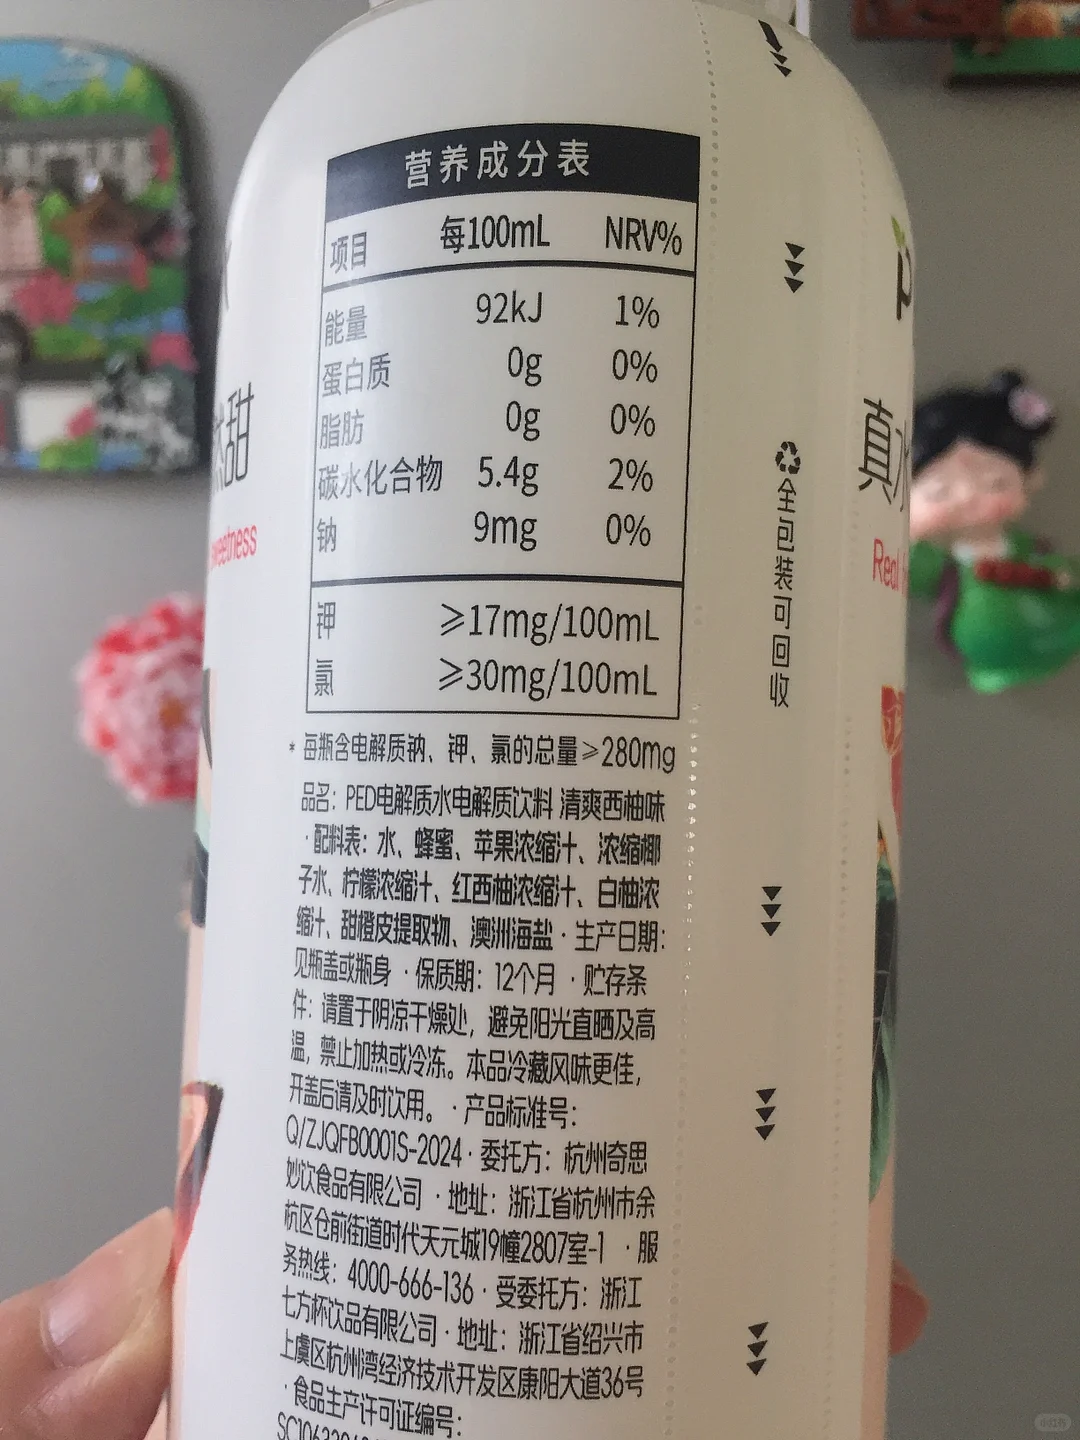 营养成分表
项目 每100mL NRV%
能量 92kJ 1%
蛋白质 0g 0%
脂肪 0g 0%
碳水化合物 5.4g 2%
钠 9mg 0%
钾 ≥17mg/100mL
氯 ≥30mg/100mL
* 每瓶含电解质钠、钾、氯的总量≥280mg
品名：PED电解质水电解质饮料 清爽西柚味
·配料表：水、蜂蜜、苹果浓缩汁、浓缩椰
子水、柠檬浓缩汁、红西柚浓缩汁、白柚浓
缩汁、甜橙皮提取物、澳洲海盐 · 生产日期：
见瓶盖或瓶身 · 保质期：12个月 · 贮存条
件：请置于阴凉干燥处，避免阳光直晒及高
温，禁止加热或冷冻。本品冷藏风味更佳，
开盖后请及时饮用。 · 产品标准号：
Q/ZJQFB0001S-2024 · 委托方：杭州奇思
妙饮食品有限公司 · 地址：浙江省杭州市余
杭区仓前街道时代天元城19幢2807室-1 · 服
务热线：4000-666-136 · 受委托方：浙江
七方杯饮品有限公司 · 地址：浙江省绍兴市
上虞区杭州湾经济技术开发区康阳大道36号
·食品生产许可证编号：
全包装可回收
甜
weetness
真水
Real
小红书